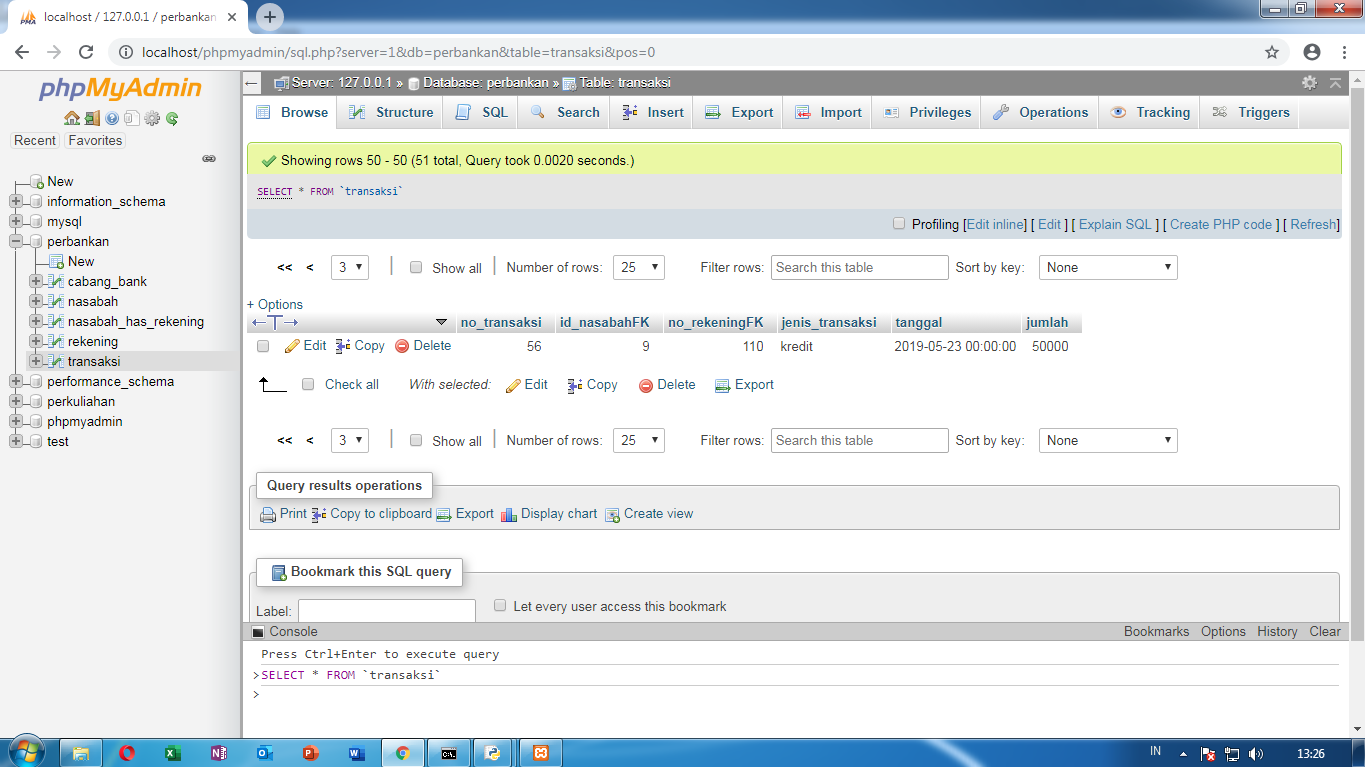 localhost / 127.0.0.1 / perbankan
localhost/phpmyadmin/sql.php?server=1&db=perbankan&table=transaksi&pos=0
phpMyAdmin
Recent Favorites
New
information_schema
mysql
perbankan
New
cabang_bank
nasabah
nasabah_has_rekening
rekening
transaksi
performance_schema
perkuliahan
phpmyadmin
test
Server: 127.0.0.1 » Database: perbankan » Table: transaksi
Browse Structure SQL Search Insert Export Import Privileges Operations Tracking Triggers
Showing rows 50 - 50 (51 total, Query took 0.0020 seconds.)
SELECT * FROM `transaksi`
Profiling [Edit inline] [ Edit ] [ Explain SQL ] [ Create PHP code ] [ Refresh]
<< < 3 Show all Number of rows: 25 Filter rows: Search this table Sort by key: None
+ Options
no_transaksi id_nasabahFK no_rekeningFK jenis_transaksi tanggal jumlah
Edit Copy Delete 56 9 110 kredit 2019-05-23 00:00:00 50000
Check all With selected: Edit Copy Delete Export
<< < 3 Show all Number of rows: 25 Filter rows: Search this table Sort by key: None
Query results operations
Print Copy to clipboard Export Display chart Create view
Bookmark this SQL query
Label: Let every user access this bookmark
Console Bookmarks Options History Clear
Press Ctrl+Enter to execute query
>SELECT * FROM `transaksi`
>
IN 13:26